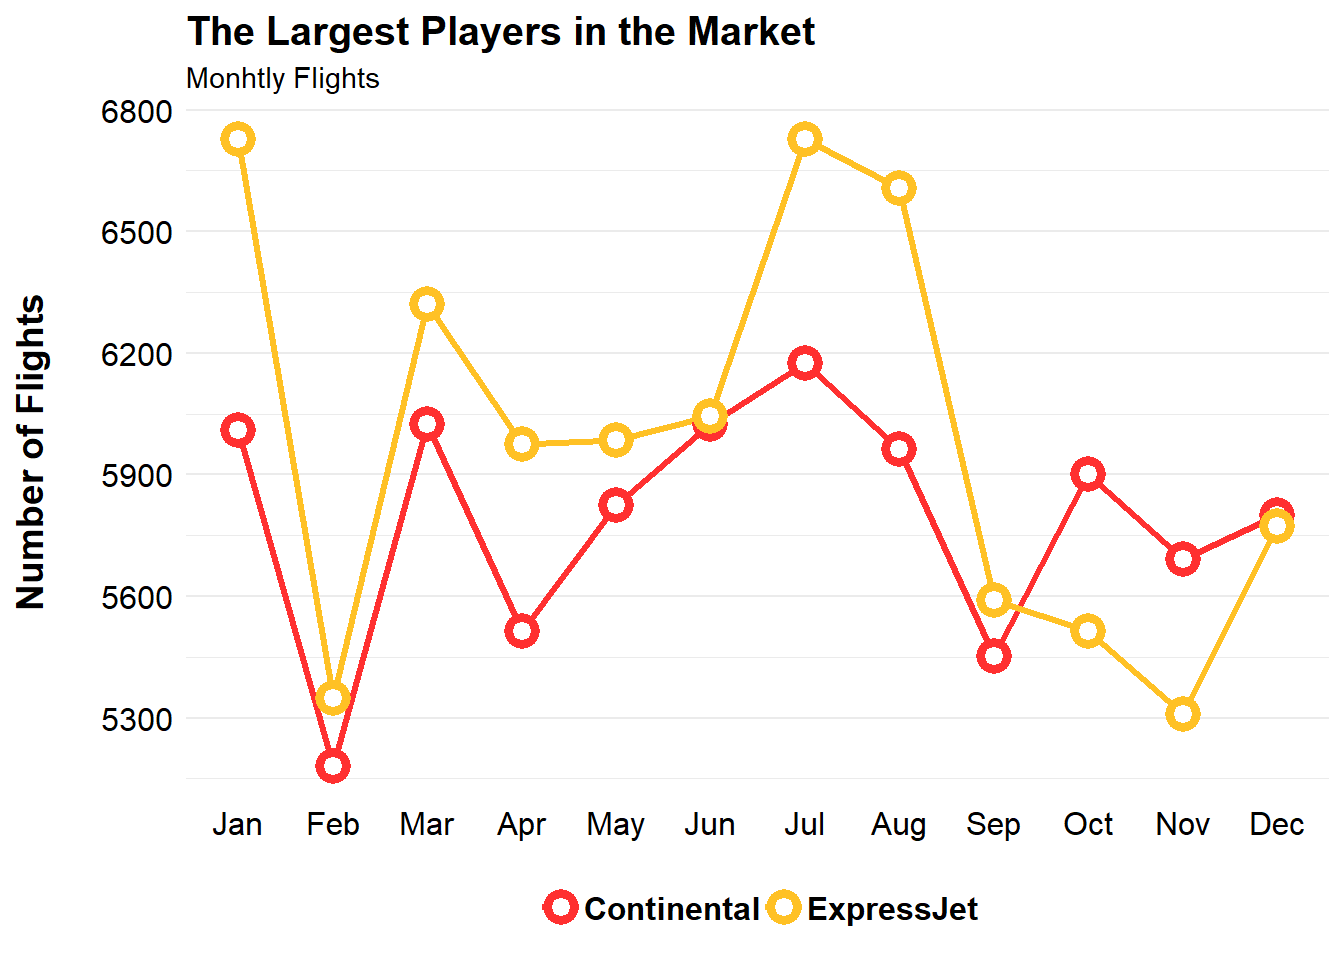 The Largest Players in the Market
Monhtly Flights
Number of Flights
6800
6500
6200
5900
5600
5300
Jan Feb Mar Apr May Jun Jul Aug Sep Oct Nov Dec
Continental ExpressJet